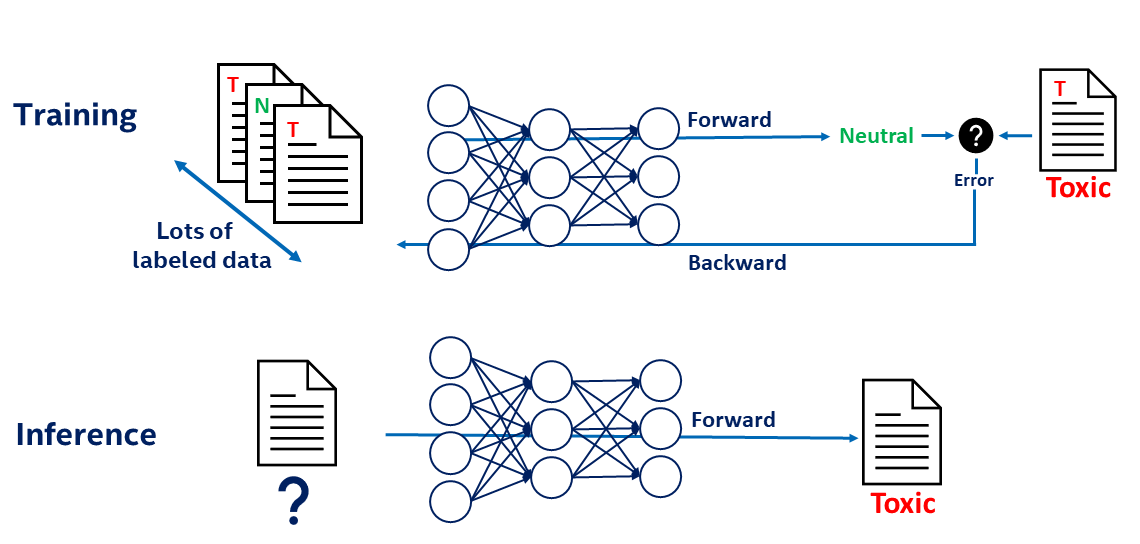 Training
T
N
T
Lots of
labeled data
Forward
Neutral
?
Error
T
Toxic
Backward
Inference
?
Forward
Toxic